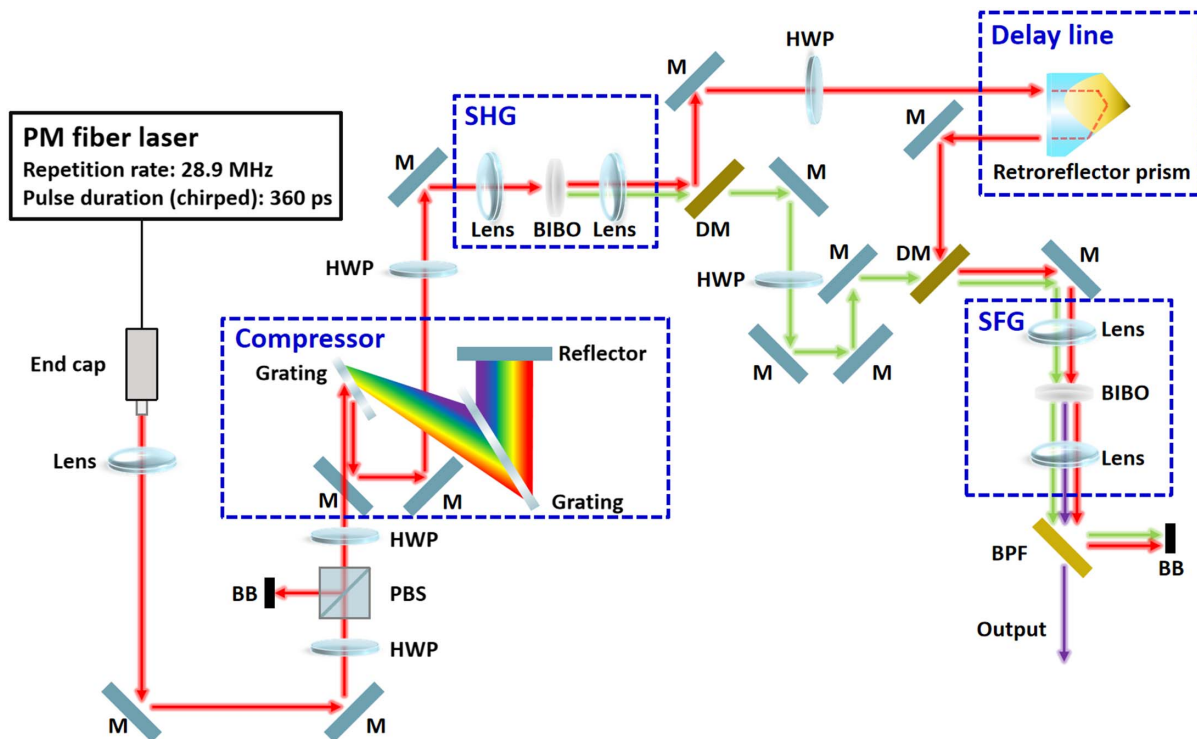 PM fiber laser
Repetition rate: 28.9 MHz
Pulse duration (chirped): 360 ps
End cap
Lens
M
M
HWP
BB
PBS
HWP
Compressor
Grating
Reflector
Grating
M
M
HWP
M
SHG
Lens
BIBO
Lens
M
HWP
DM
M
HWP
M
M
M
Delay line
Retroreflector prism
M
DM
M
SFG
Lens
BIBO
Lens
BPF
BB
Output